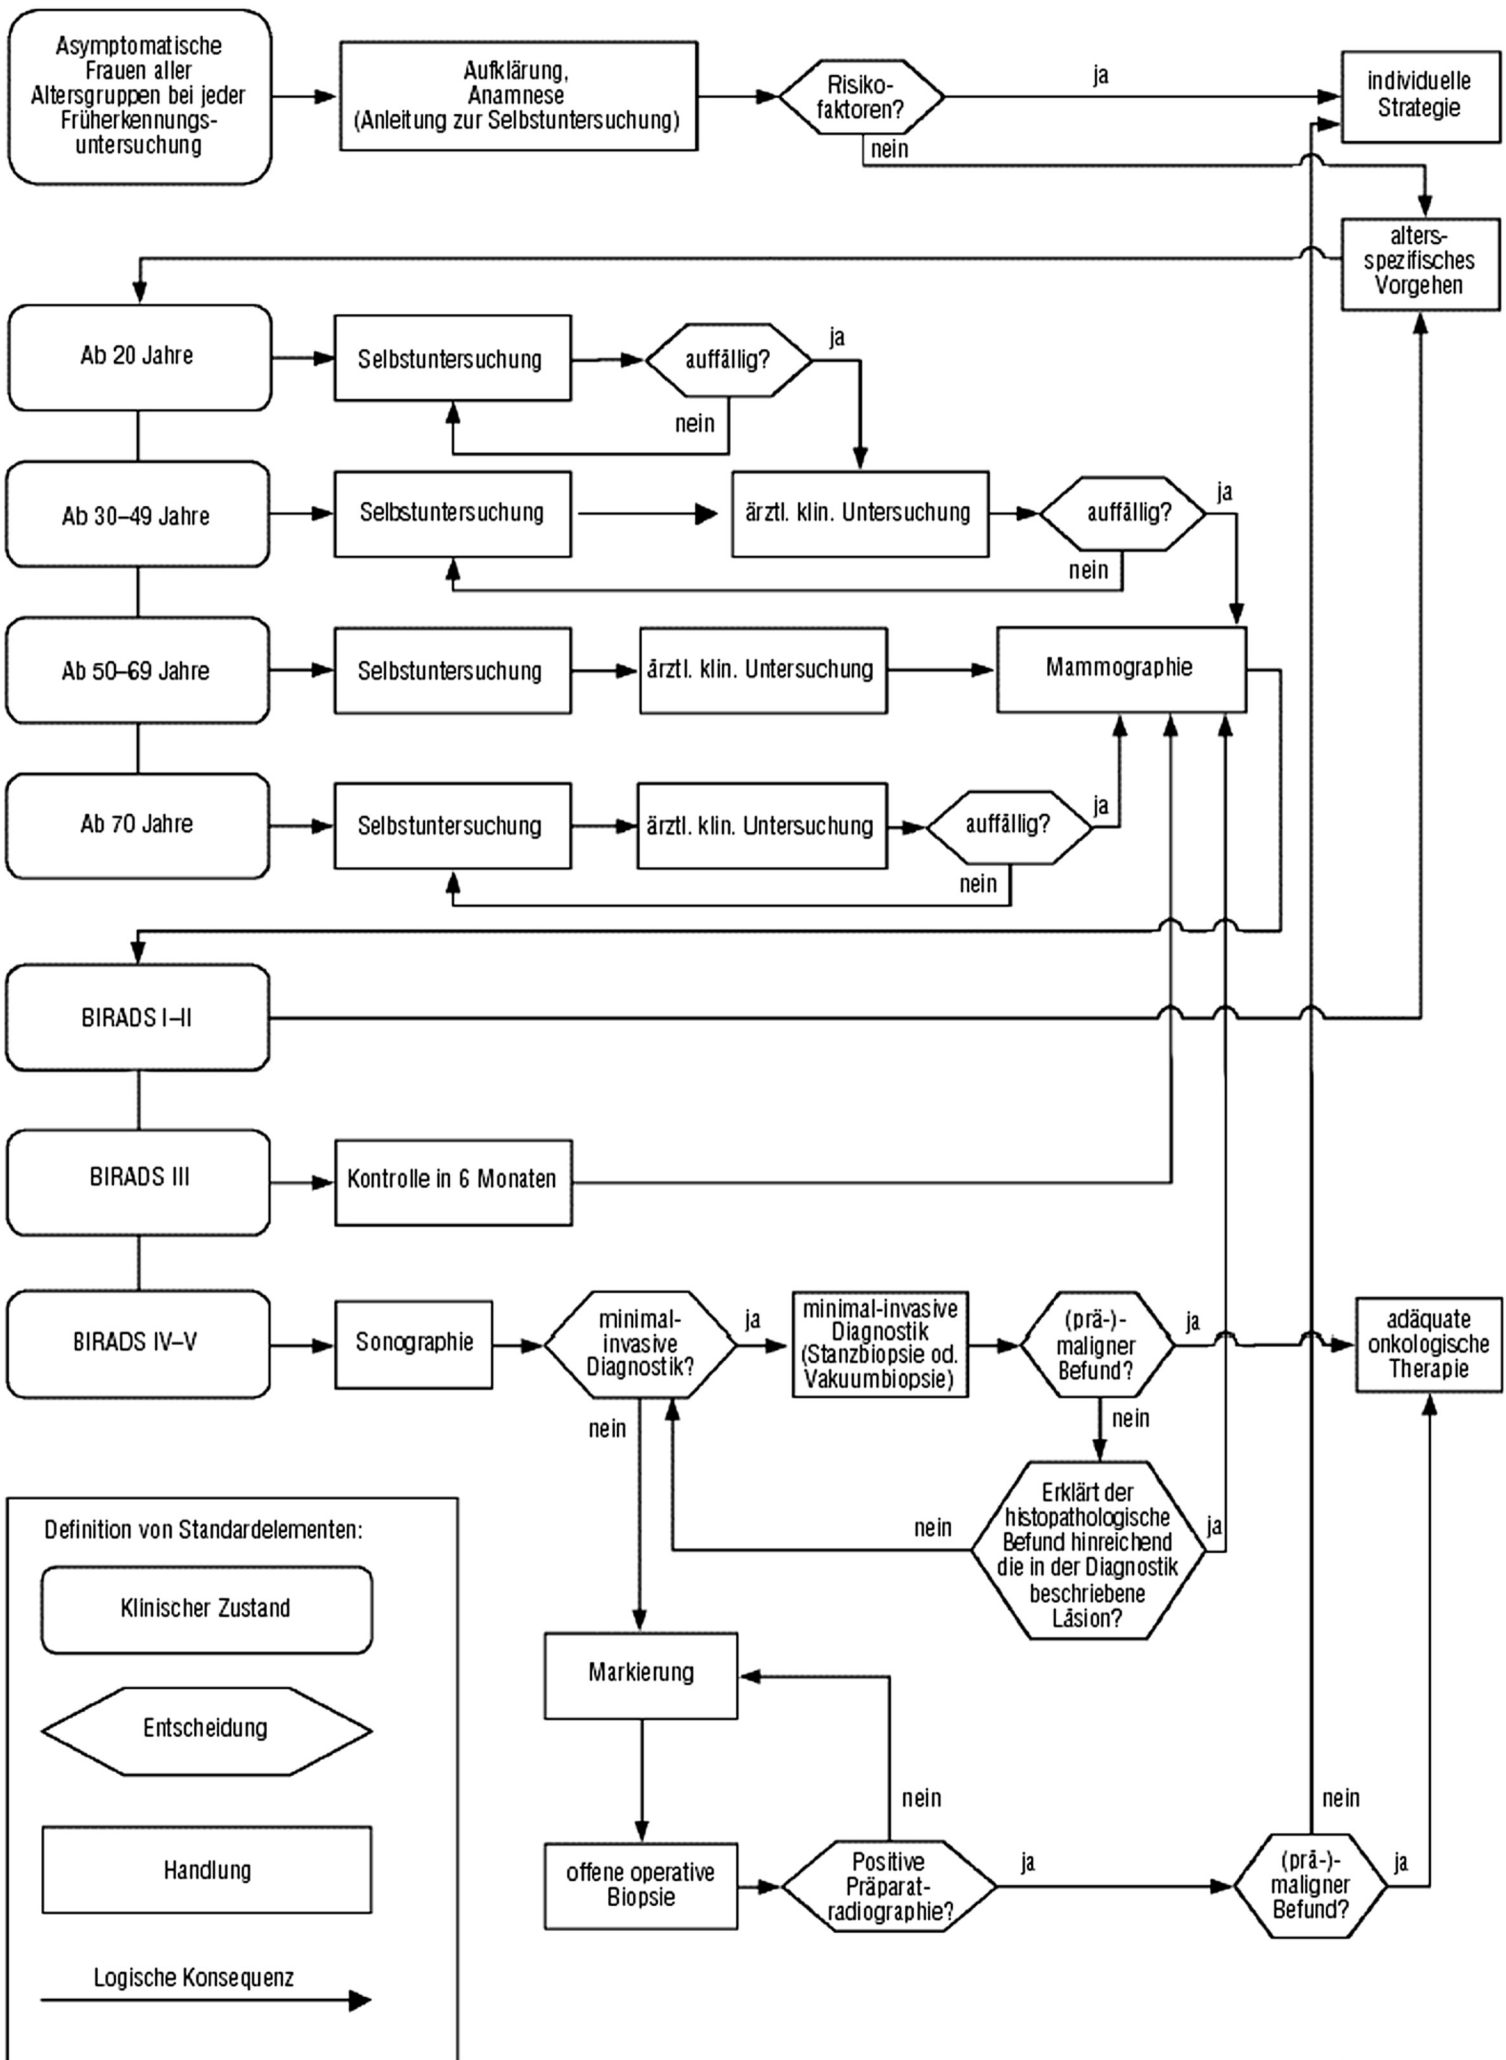 Asymptomatische
Frauen aller
Altersgruppen bei jeder
Früherkennungs-
untersuchung
Aufklärung,
Anamnese
(Anleitung zur Selbstuntersuchung)
Risiko-
faktoren?
ja
nein
individuelle
Strategie
alters-
spezifisches
Vorgehen
Ab 20 Jahre
Selbstuntersuchung
auffällig?
ja
nein
Ab 30–49 Jahre
Selbstuntersuchung
ärztl. klin. Untersuchung
auffällig?
ja
nein
Ab 50–69 Jahre
Selbstuntersuchung
ärztl. klin. Untersuchung
Mammographie
Ab 70 Jahre
Selbstuntersuchung
ärztl. klin. Untersuchung
auffällig?
ja
nein
BIRADS I–II
BIRADS III
Kontrolle in 6 Monaten
BIRADS IV–V
Sonographie
minimal-
invasive
Diagnostik?
ja
nein
minimal-invasive
Diagnostik
(Stanzbiopsie od.
Vakuumbiopsie)
(prä-)-
maligner
Befund?
ja
nein
adäquate
onkologische
Therapie
Erklärt der
histopathologische
Befund hinreichend
die in der Diagnostik
beschriebene
Läsion?
nein
ja
Markierung
offene operative
Biopsie
Positive
Präparat-
radiographie?
nein
ja
(prä-)-
maligner
Befund?
nein
ja
Definition von Standardelementen:
Klinischer Zustand
Entscheidung
Handlung
Logische Konsequenz